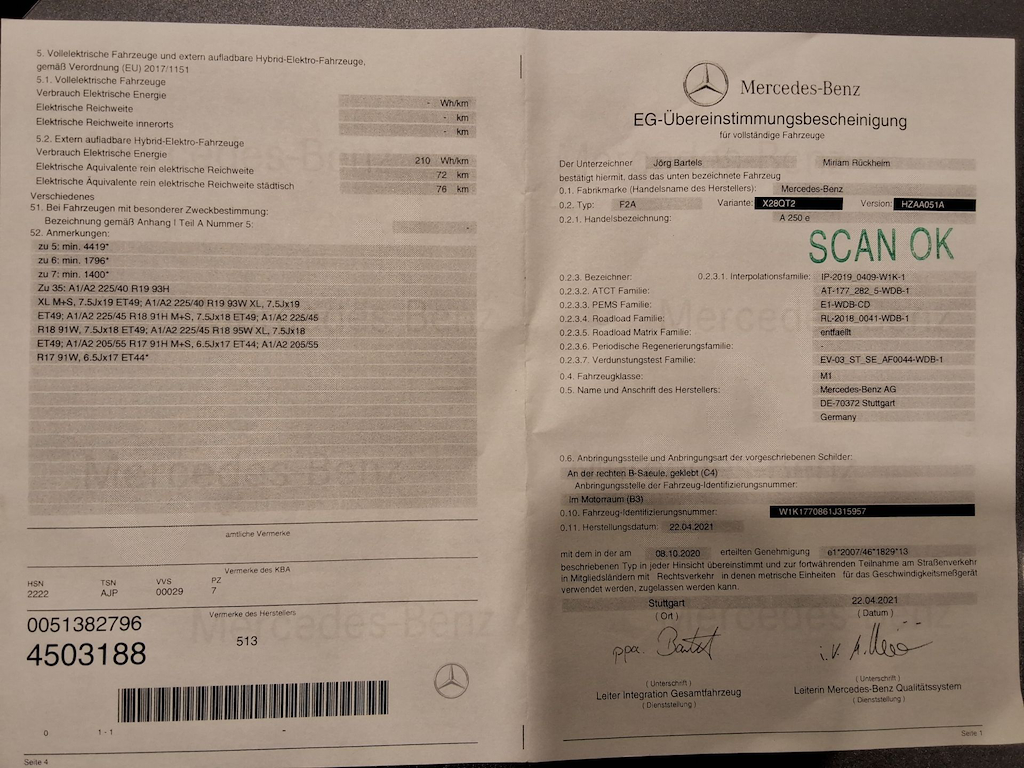 5. Vollelektrische Fahrzeuge und extern aufladbare Hybrid-Elektro-Fahrzeuge,
gemäß Verordnung (EU) 2017/1151
5.1. Vollelektrische Fahrzeuge
Verbrauch Elektrische Energie - Wh/km
Elektrische Reichweite - km
Elektrische Reichweite innerorts - km
5.2. Extern aufladbare Hybrid-Elektro-Fahrzeuge
Verbrauch Elektrische Energie 210 Wh/km
Elektrische Äquivalente rein elektrische Reichweite 72 km
Elektrische Äquivalente rein elektrische Reichweite städtisch 76 km
Verschiedenes
51. Bei Fahrzeugen mit besonderer Zweckbestimmung:
Bezeichnung gemäß Anhang I Teil A Nummer 5:
52. Anmerkungen:
zu 5: min. 4419*
zu 6: min. 1796*
zu 7: min. 1400*
Zu 35: A1/A2 225/40 R19 93H
XL M+S, 7.5Jx19 ET49; A1/A2 225/40 R19 93W XL, 7.5Jx19
ET49; A1/A2 225/45 R18 91H M+S, 7.5Jx18 ET49; A1/A2 225/45
R18 91W, 7.5Jx18 ET49; A1/A2 225/45 R18 95W XL, 7.5Jx18
ET49; A1/A2 205/55 R17 91H M+S, 6.5Jx17 ET44; A1/A2 205/55
R17 91W, 6.5Jx17 ET44*
amtliche Vermerke
Vermerke des KBA
HSN TSN VVS PZ
2222 AJP 00029 7
Vermerke des Herstellers
0051382796
513
4503188
0 1 - 1 -
Seite 4
Mercedes-Benz
EG-Übereinstimmungsbescheinigung
für vollständige Fahrzeuge
Der Unterzeichner Jörg Bartels Miriam Rückheim
bestätigt hiermit, dass das unten bezeichnete Fahrzeug
0.1. Fabrikmarke (Handelsname des Herstellers): Mercedes-Benz
0.2. Typ: F2A Variante: X28QT2 Version: HZAA051A
0.2.1. Handelsbezeichnung: A 250 e
SCAN OK
0.2.3. Bezeichner: 0.2.3.1. Interpolationsfamilie: IP-2019_0409-W1K-1
0.2.3.2. ATCT Familie: AT-177_282_5-WDB-1
0.2.3.3. PEMS Familie: E1-WDB-CD
0.2.3.4. Roadload Familie: RL-2018_0041-WDB-1
0.2.3.5. Roadload Matrix Familie: entfaellt
0.2.3.6. Periodische Regenerierungsfamilie: -
0.2.3.7. Verdunstungstest Familie: EV-03_ST_SE_AF0044-WDB-1
0.4. Fahrzeugklasse: M1
0.5. Name und Anschrift des Herstellers: Mercedes-Benz AG
DE-70372 Stuttgart
Germany
0.6. Anbringungsstelle und Anbringungsart der vorgeschriebenen Schilder:
An der rechten B-Saeule, geklebt (C4)
Anbringungsstelle der Fahrzeug-Identifizierungsnummer:
im Motorraum (B3)
0.10. Fahrzeug-Identifizierungsnummer: W1K1770861J315957
0.11. Herstellungsdatum: 22.04.2021
mit dem in der am 08.10.2020 erteilten Genehmigung e1*2007/46*1829*13
beschriebenen Typ in jeder Hinsicht übereinstimmt und zur fortwährenden Teilnahme am Straßenverkehr
in Mitgliedsländern mit Rechtsverkehr in denen metrische Einheiten für das Geschwindigkeitsmeßgerät
verwendet werden, zugelassen werden kann.
Stuttgart 22.04.2021
( Ort ) ( Datum )
ppa. i.V.
( Unterschrift ) ( Unterschrift )
Leiter Integration Gesamtfahrzeug Leiterin Mercedes-Benz Qualitätssystem
( Dienststellung ) ( Dienststellung )
Seite 1